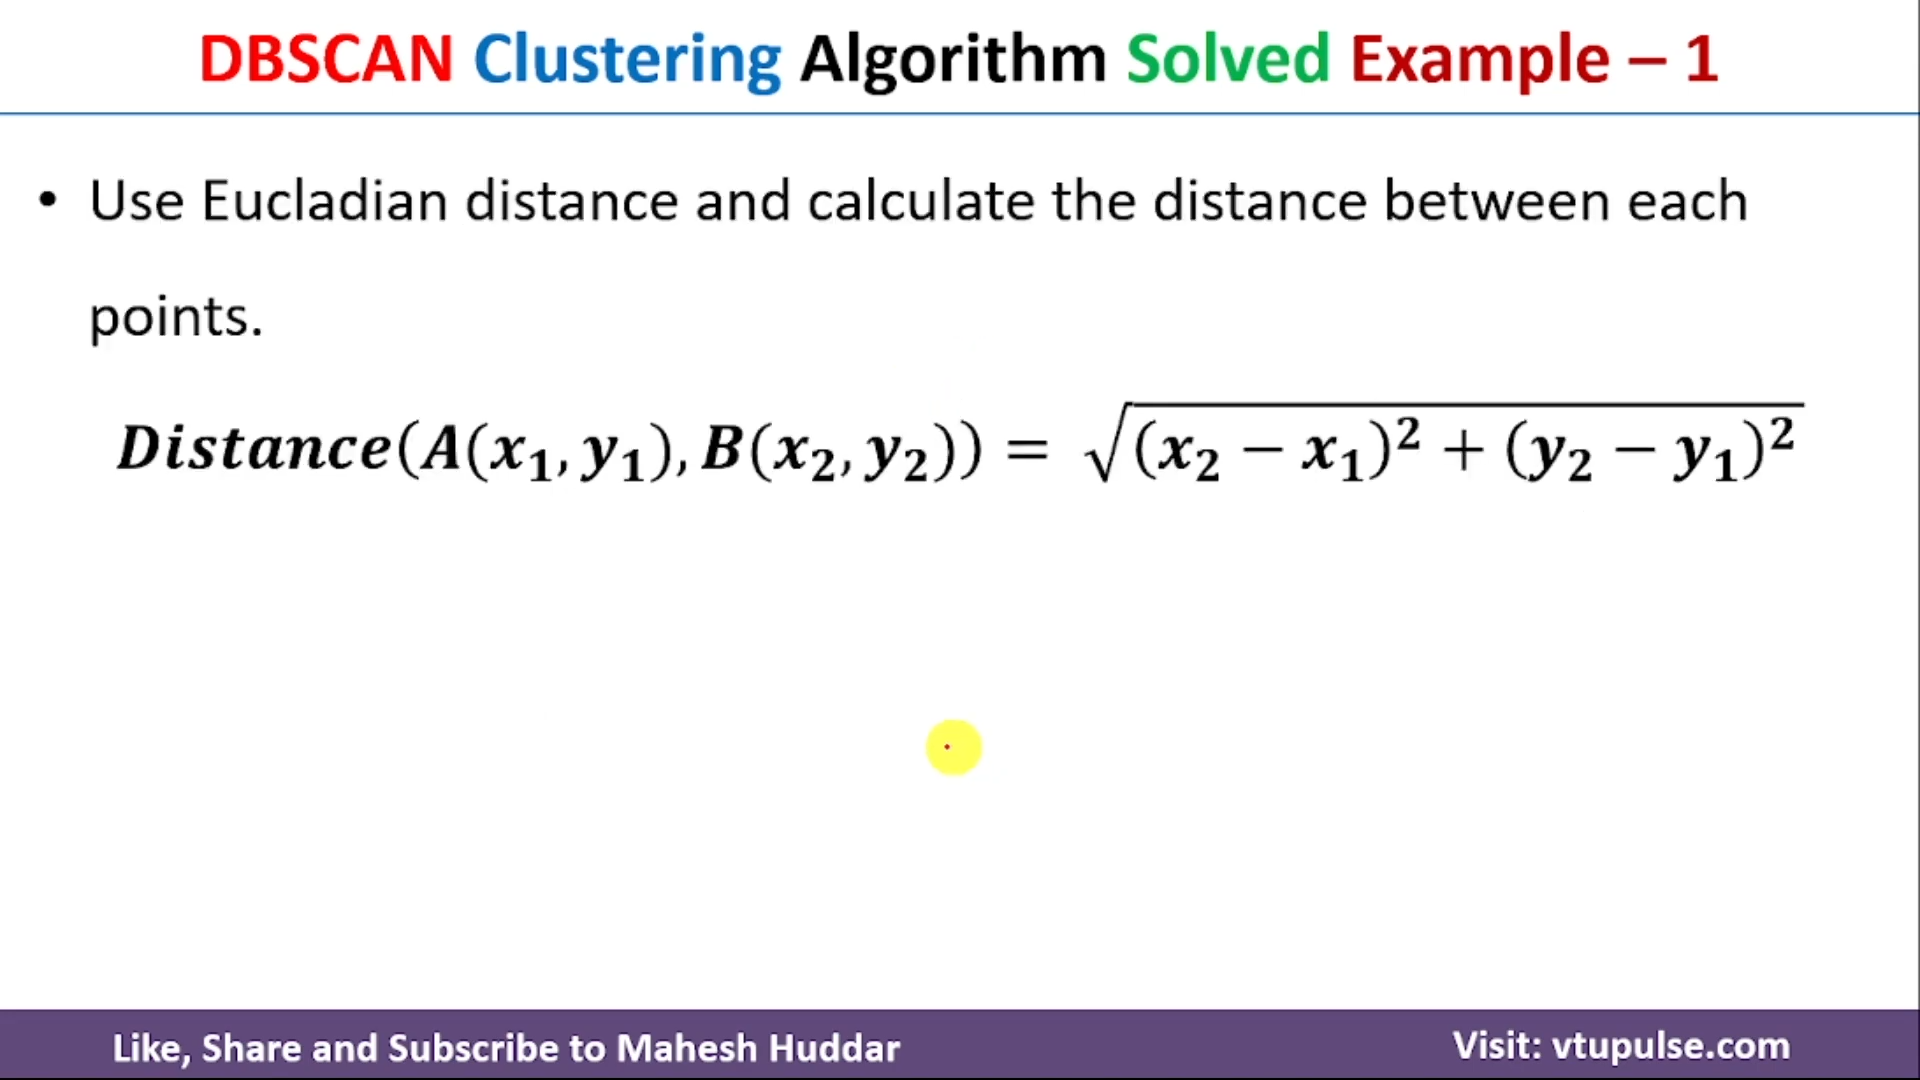 DBSCAN Clustering Algorithm Solved Example – 1
• Use Eucladian distance and calculate the distance between each
points.
Distance(A(x₁, y₁), B(x₂, y₂)) = √(x₂ − x₁)² + (y₂ − y₁)²
Like, Share and Subscribe to Mahesh Huddar
Visit: vtupulse.com